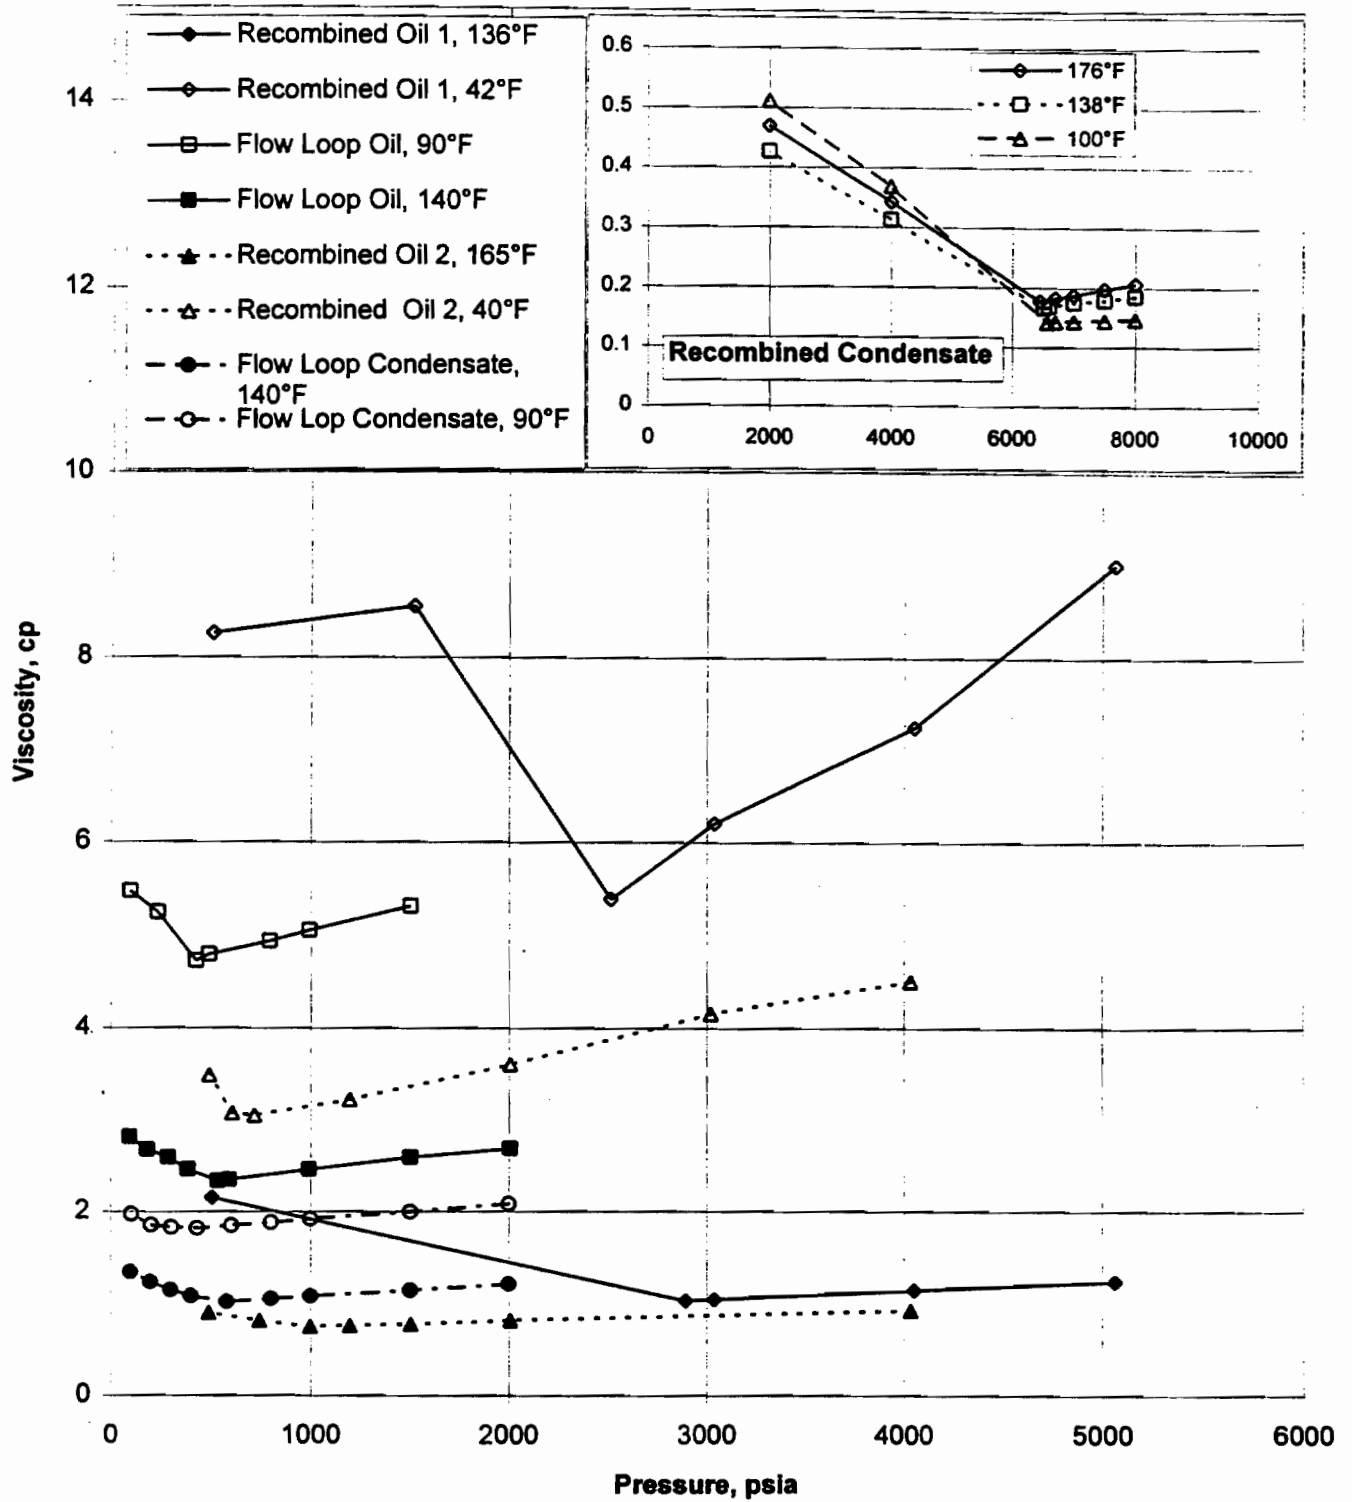 Recombined Oil 1, 136°F
Recombined Oil 1, 42°F
Flow Loop Oil, 90°F
Flow Loop Oil, 140°F
Recombined Oil 2, 165°F
Recombined Oil 2, 40°F
Flow Loop Condensate,
140°F
Flow Lop Condensate, 90°F
0.6
0.5
0.4
0.3
0.2
0.1
0
176°F
138°F
100°F
Recombined Condensate
0 2000 4000 6000 8000 10000
14
12
10
8
6
4
2
0
Viscosity, cp
0 1000 2000 3000 4000 5000 6000
Pressure, psia